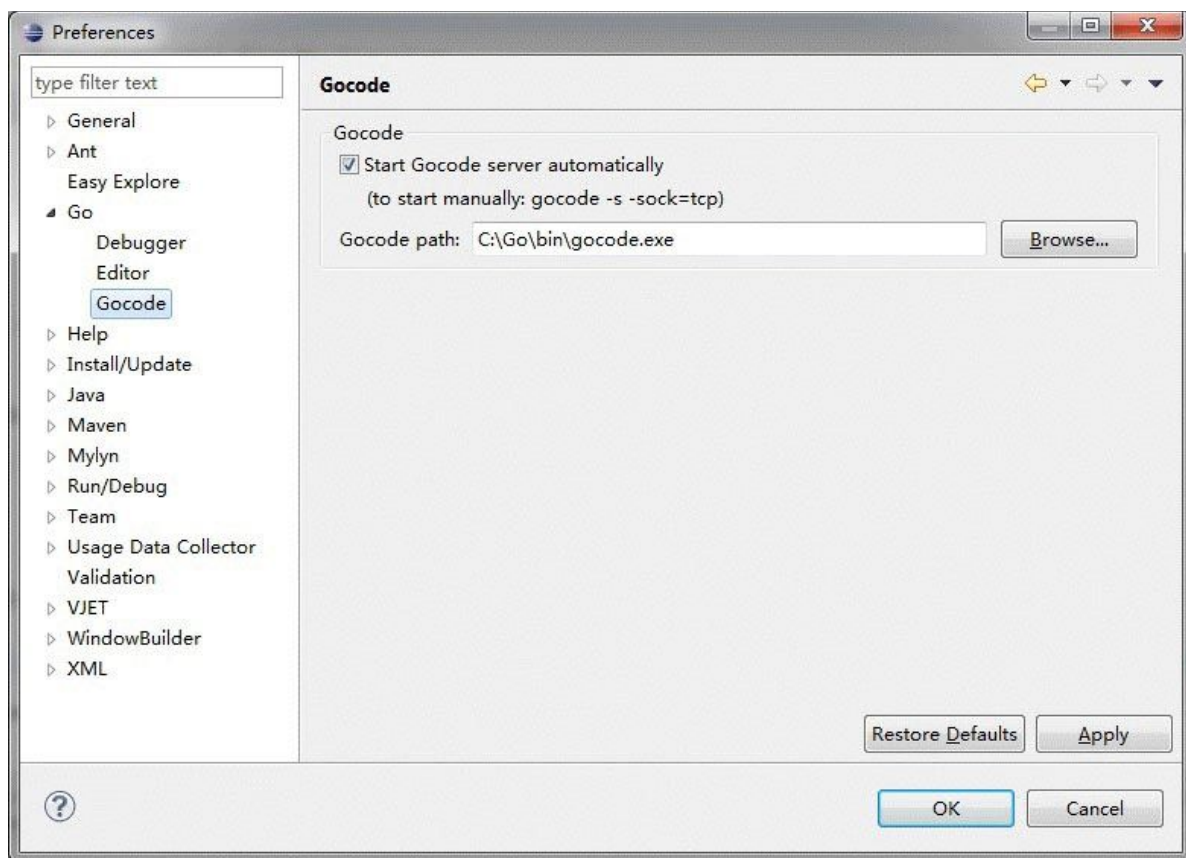 Preferences
type filter text
General
Ant
Easy Explore
Go
Debugger
Editor
Gocode
Help
Install/Update
Java
Maven
Mylyn
Run/Debug
Team
Usage Data Collector
Validation
VJET
WindowBuilder
XML
Gocode
Gocode
Start Gocode server automatically
(to start manually: gocode -s -sock=tcp)
Gocode path: C:\Go\bin\gocode.exe Browse...
Restore Defaults Apply
OK Cancel